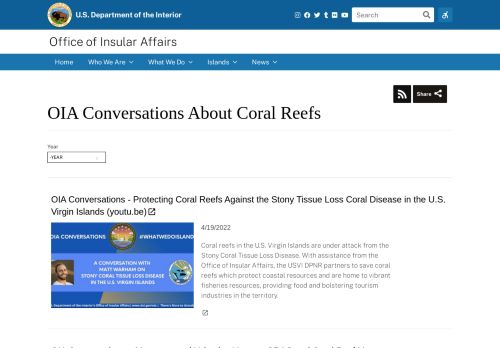 U.S. Department of the Interior
Search
Office of Insular Affairs
Home
Who We Are
What We Do
Islands
News
Share
OIA Conversations About Coral Reefs
Year
-YEAR
OIA Conversations - Protecting Coral Reefs Against the Stony Tissue Loss Coral Disease in the U.S.
Virgin Islands (youtu.be)
OIA CONVERSATIONS
#WHATWEDOISLAND
A CONVERSATION WITH
MATT WARHAM ON
STONY CORAL TISSUE LOSS DISEASE
IN THE U.S. VIRGIN ISLANDS
4/19/2022
Coral reefs in the U.S. Virgin Islands are under attack from the
Stony Coral Tissue Loss Disease. With assistance from the
Office of Insular Affairs, the USVI DPNR partners to save coral
reefs which protect coastal resources and are home to vibrant
fisheries resources, providing food and bolstering tourism
industries in the territory.